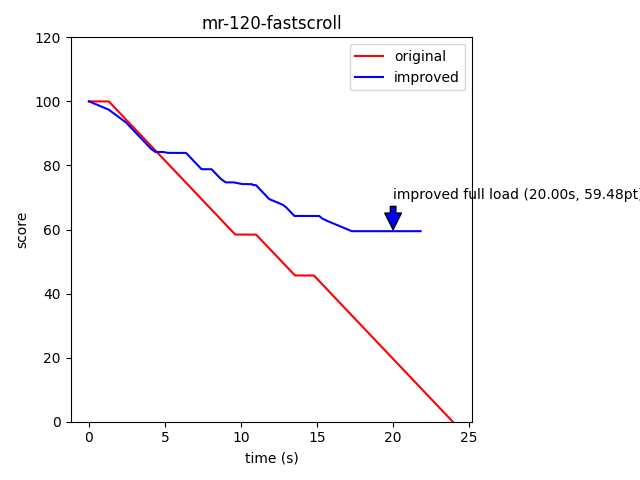 mr-120-fastscroll
120
100
80
60
40
20
0
score
original
improved
improved full load (20.00s, 59.48pt)
0 5 10 15 20 25
time (s)